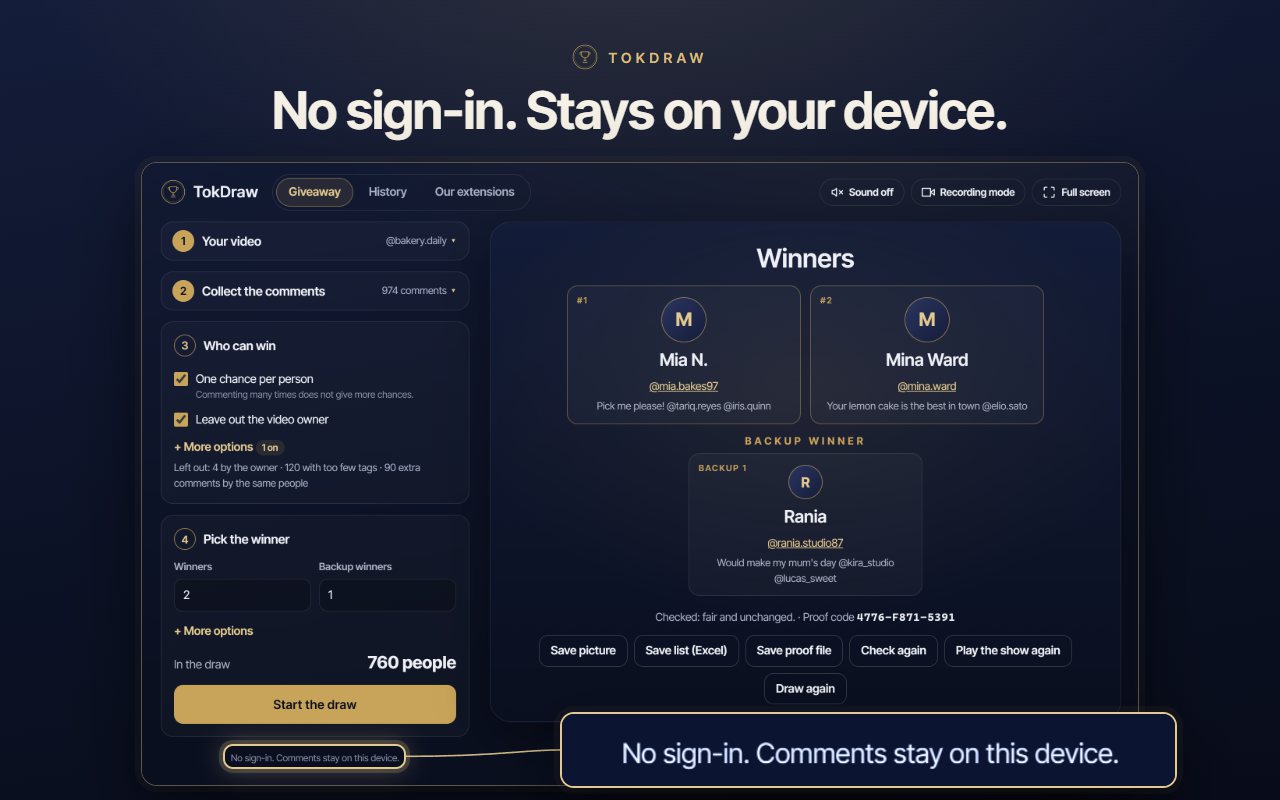 TOKDRAW
No sign-in. Stays on your device.
TokDraw
Giveaway
History
Our extensions
Sound off
Recording mode
Full screen
1
Your video
@bakery.daily
2
Collect the comments
974 comments
3
Who can win
One chance per person
Commenting many times does not give more chances.
Leave out the video owner
+ More options
1 on
Left out: 4 by the owner · 120 with too few tags · 90 extra
comments by the same people
4
Pick the winner
Winners
Backup winners
2
1
+ More options
In the draw
760 people
Start the draw
No sign-in. Comments stay on this device.
Winners
#1
M
Mia N.
@mia.bakes97
Pick me please! @tariq.reyes @iris.quinn
#2
M
Mina Ward
@mina.ward
Your lemon cake is the best in town @elio.sato
BACKUP WINNER
BACKUP 1
R
Rania
@rania.studio87
Would make my mum's day @kira_studio
@lucas_sweet
Checked: fair and unchanged. · Proof code 4776-F871-5391
Save picture
Save list (Excel)
Save proof file
Check again
Play the show again
Draw again
No sign-in. Comments stay on this device.